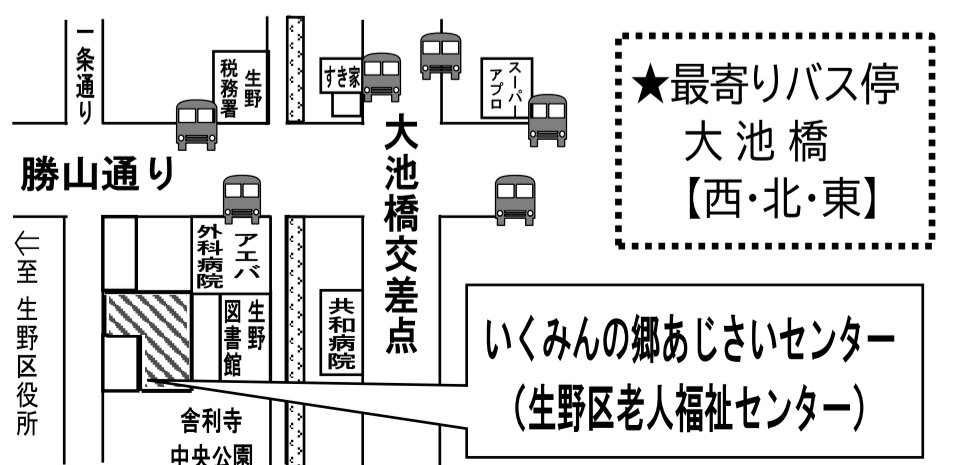 一条通り
生野
税務署
すき家
スーパー
アプロ
★最寄りバス停
大池橋
【西・北・東】
勝山通り
大池橋交差点
←至 生野区役所
アエバ
外科病院
生野
図書館
共和病院
いくみんの郷あじさいセンター
（生野区老人福祉センター）
舎利寺
中央公園